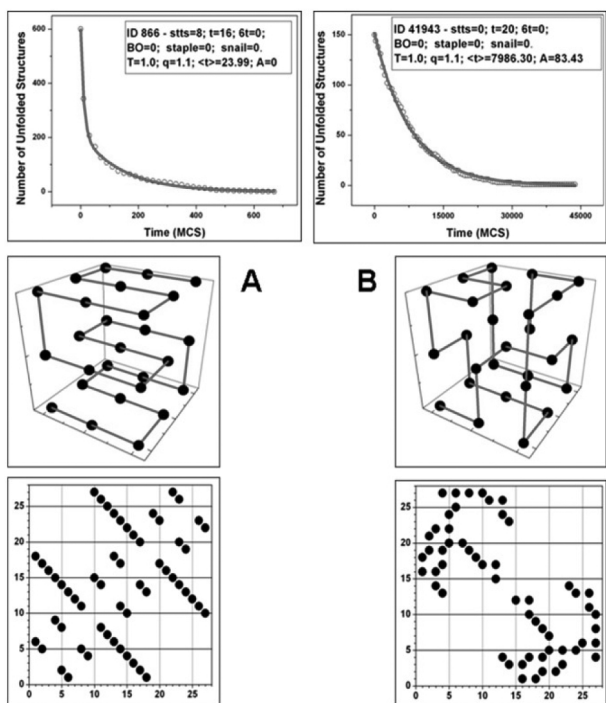 ID 866 - stts=8; t=16; 6t=0;
BO=0; staple=0; snail=0.
T=1.0; q=1.1; <t>=23.99; A=0
Number of Unfolded Structures
600
400
200
0
0 200 400 600
Time (MCS)
ID 41943 - stts=0; t=20; 6t=0;
BO=0; staple=0; snail=0.
T=1.0; q=1.1; <t>=7986.30; A=83.43
Number of Unfolded Structures
150
100
50
0
0 15000 30000 45000
Time (MCS)
A
B
25
20
15
10
5
0
0 5 10 15 20 25
25
20
15
10
5
0
0 5 10 15 20 25